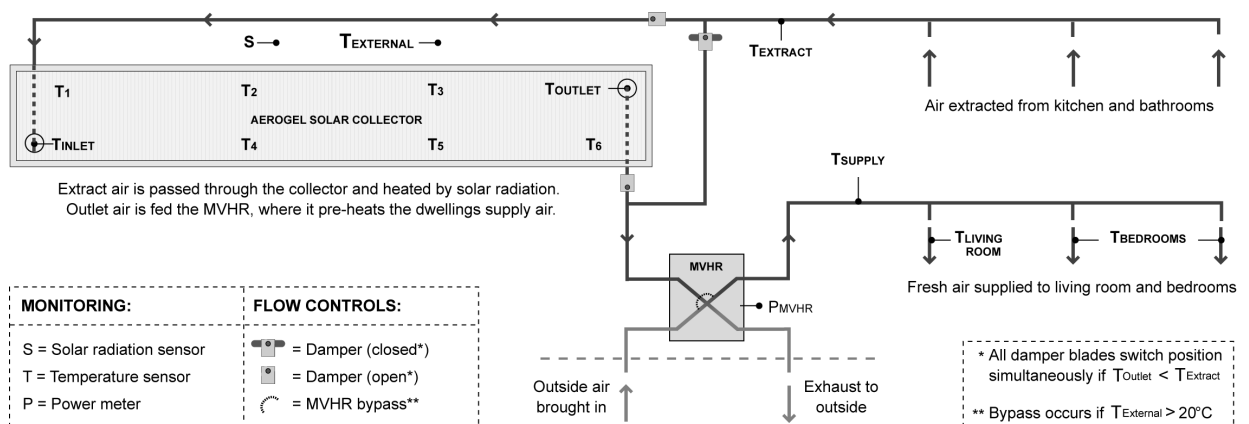 S
TEXTERNAL
TEXTRACT
Air extracted from kitchen and bathrooms
T1
T2
T3
TOUTLET
AEROGEL SOLAR COLLECTOR
TINLET
T4
T5
T6
Extract air is passed through the collector and heated by solar radiation.
Outlet air is fed the MVHR, where it pre-heats the dwellings supply air.
TSUPPLY
TLIVING
ROOM
TBEDROOMS
Fresh air supplied to living room and bedrooms
MVHR
PMVHR
Outside air
brought in
Exhaust to
outside
MONITORING:
S = Solar radiation sensor
T = Temperature sensor
P = Power meter
FLOW CONTROLS:
= Damper (closed*)
= Damper (open*)
= MVHR bypass**
* All damper blades switch position
simultaneously if TOutlet < TExtract
** Bypass occurs if TExternal > 20°C